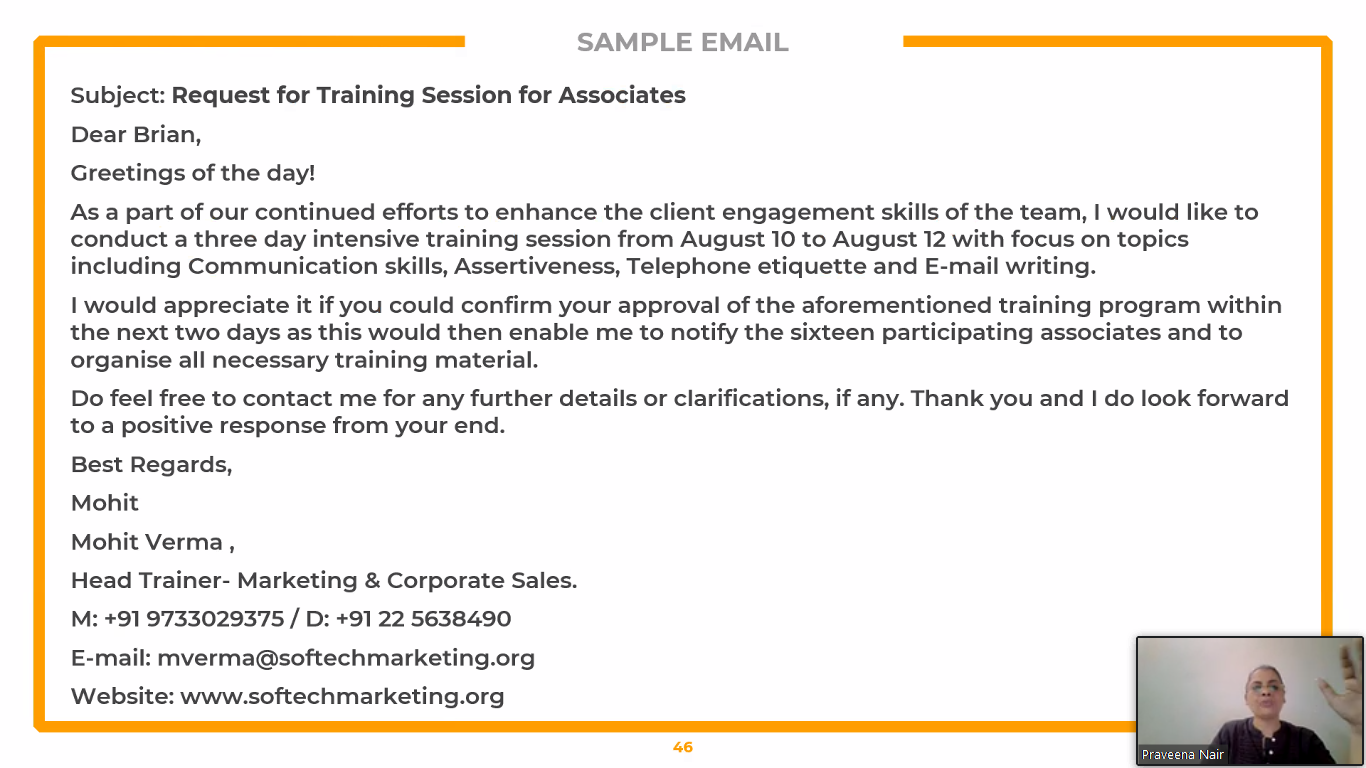 SAMPLE EMAIL
Subject: Request for Training Session for Associates
Dear Brian,
Greetings of the day!
As a part of our continued efforts to enhance the client engagement skills of the team, I would like to
conduct a three day intensive training session from August 10 to August 12 with focus on topics
including Communication skills, Assertiveness, Telephone etiquette and E-mail writing.
I would appreciate it if you could confirm your approval of the aforementioned training program within
the next two days as this would then enable me to notify the sixteen participating associates and to
organise all necessary training material.
Do feel free to contact me for any further details or clarifications, if any. Thank you and I do look forward
to a positive response from your end.
Best Regards,
Mohit
Mohit Verma ,
Head Trainer- Marketing & Corporate Sales.
M: +91 9733029375 / D: +91 22 5638490
E-mail: mverma@softechmarketing.org
Website: www.softechmarketing.org
46
Praveena Nair